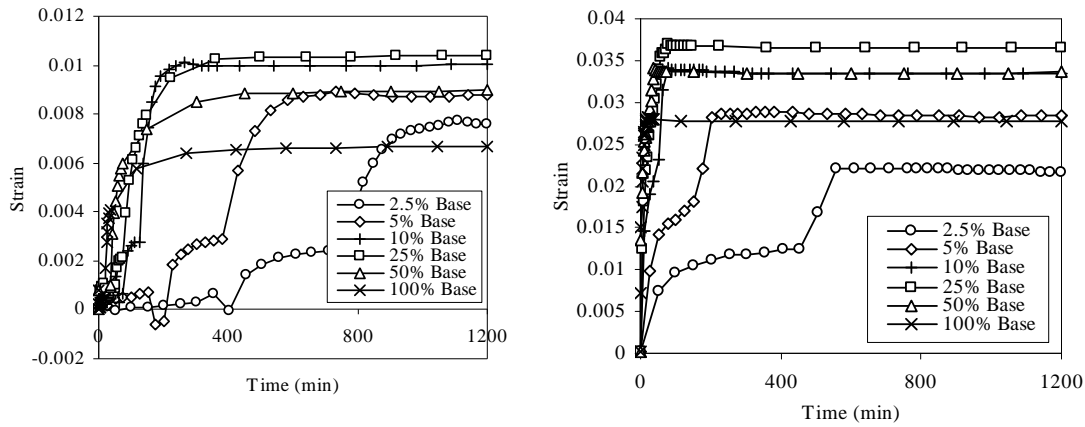 0.012
0.01
0.008
0.006
0.004
0.002
0
-0.002
Strain
0 400 800 1200
Time (min)
2.5% Base
5% Base
10% Base
25% Base
50% Base
100% Base
0.04
0.035
0.03
0.025
0.02
0.015
0.01
0.005
0
Strain
0 400 800 1200
Time (min)
2.5% Base
5% Base
10% Base
25% Base
50% Base
100% Base